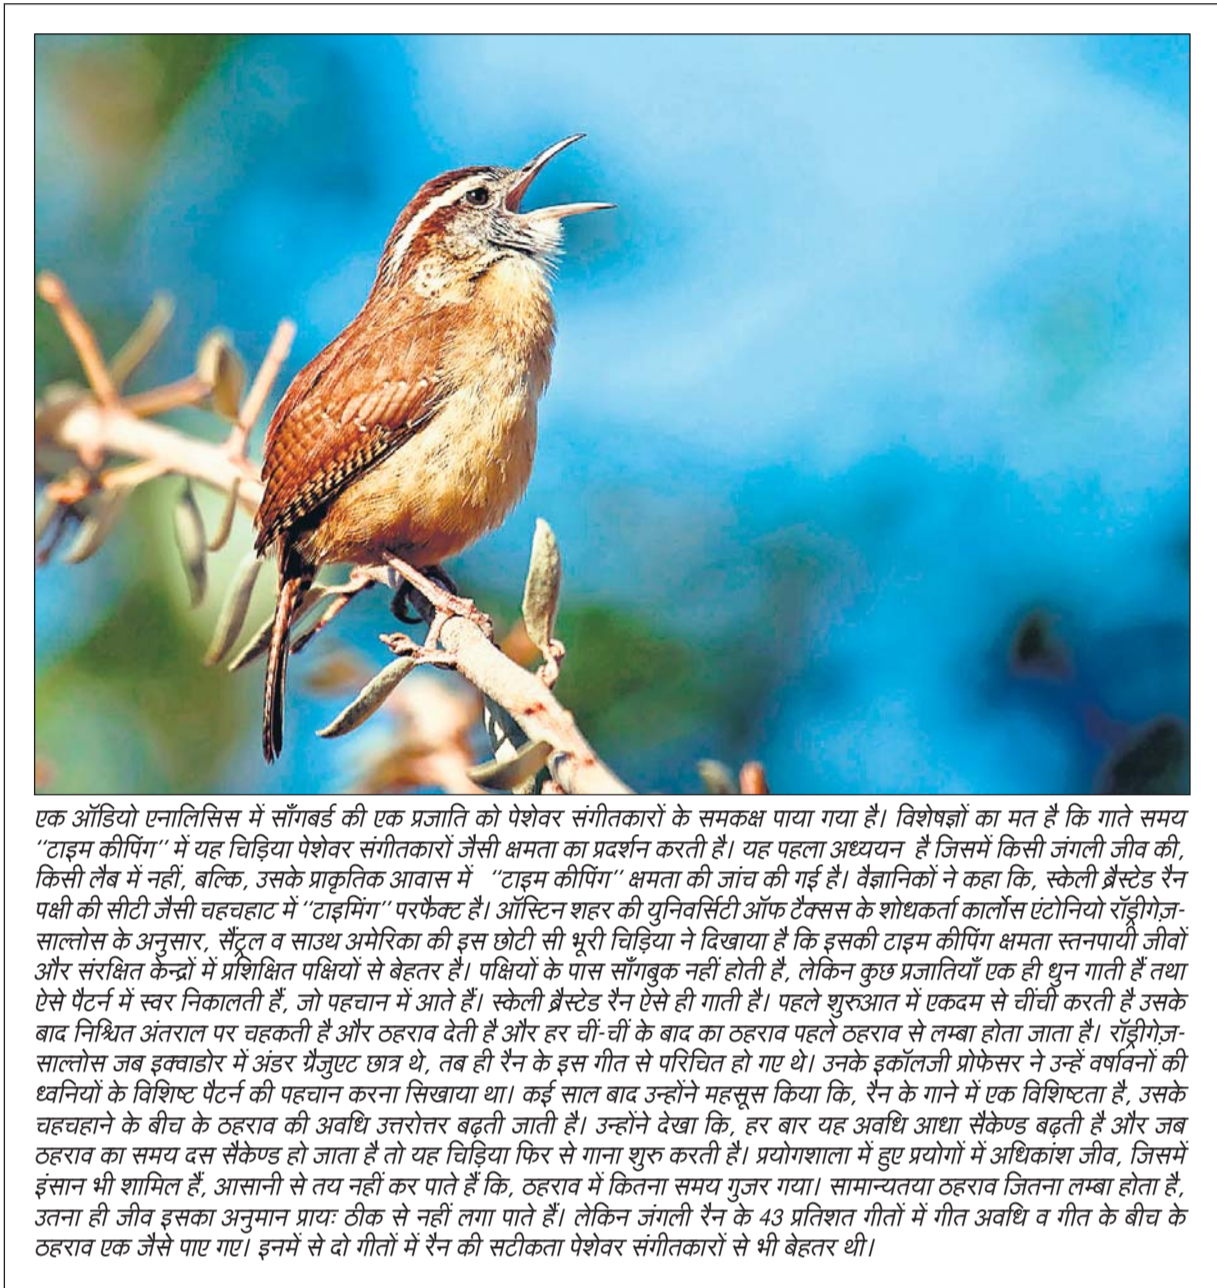 एक ऑडियो एनालिसिस में सॉंगबर्ड की एक प्रजाति को पेशेवर संगीतकारों के समकक्ष पाया गया है। विशेषज्ञों का मत है कि गाते समय
‘‘टाइम कीपिंग’’ में यह चिड़िया पेशेवर संगीतकारों जैसी क्षमता का प्रदर्शन करती है। यह पहला अध्ययन है जिसमें किसी जंगली जीव की,
किसी लैब में नहीं, बल्कि, उसके प्राकृतिक आवास में ‘‘टाइम कीपिंग’’ क्षमता की जांच की गई है। वैज्ञानिकों ने कहा कि, स्केली ब्रैस्टेड रैन
पक्षी की सीटी जैसी चहचहाट में ‘‘टाइमिंग’’ परफैक्ट है। ऑस्टिन शहर की युनिवर्सिटी ऑफ टैक्सस के शोधकर्ता कार्लोस एंटोनियो रॉड्रीगेज़-
साल्तोस के अनुसार, सैंट्रल व साउथ अमेरिका की इस छोटी सी भूरी चिड़िया ने दिखाया है कि इसकी टाइम कीपिंग क्षमता स्तनपायी जीवों
और संरक्षित केन्द्रों में प्रशिक्षित पक्षियों से बेहतर है। पक्षियों के पास सॉंगबुक नहीं होती है, लेकिन कुछ प्रजातियाँ एक ही धुन गाती हैं तथा
ऐसे पैटर्न में स्वर निकालती हैं, जो पहचान में आते हैं। स्केली ब्रैस्टेड रैन ऐसे ही गाती है। पहले शुरुआत में एकदम से चींची करती है उसके
बाद निश्चित अंतराल पर चहकती है और ठहराव देती है और हर चीं-चीं के बाद का ठहराव पहले ठहराव से लम्बा होता जाता है। रॉड्रीगेज़-
साल्तोस जब इक्वाडोर में अंडर ग्रैजुएट छात्र थे, तब ही रैन के इस गीत से परिचित हो गए थे। उनके इकॉलजी प्रोफेसर ने उन्हें वर्षावनों की
ध्वनियों के विशिष्ट पैटर्न की पहचान करना सिखाया था। कई साल बाद उन्होंने महसूस किया कि, रैन के गाने में एक विशिष्टता है, उसके
चहचहाने के बीच के ठहराव की अवधि उत्तरोत्तर बढ़ती जाती है। उन्होंने देखा कि, हर बार यह अवधि आधा सैकेण्ड बढ़ती है और जब
ठहराव का समय दस सैकेण्ड हो जाता है तो यह चिड़िया फिर से गाना शुरु करती है। प्रयोगशाला में हुए प्रयोगों में अधिकांश जीव, जिसमें
इंसान भी शामिल हैं, आसानी से तय नहीं कर पाते हैं कि, ठहराव में कितना समय गुजर गया। सामान्यतया ठहराव जितना लम्बा होता है,
उतना ही जीव इसका अनुमान प्रायः ठीक से नहीं लगा पाते हैं। लेकिन जंगली रैन के 43 प्रतिशत गीतों में गीत अवधि व गीत के बीच के
ठहराव एक जैसे पाए गए। इनमें से दो गीतों में रैन की सटीकता पेशेवर संगीतकारों से भी बेहतर थी।